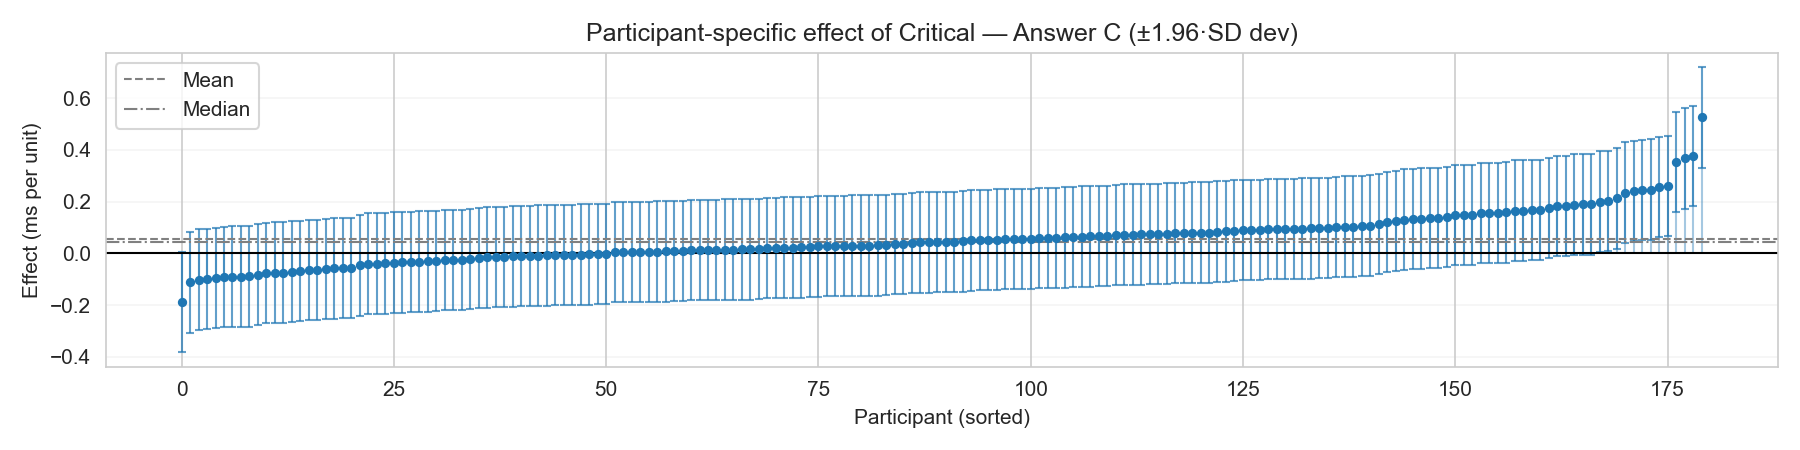 Participant-specific effect of Critical — Answer C (±1.96·SD dev)
Mean
Median
Effect (ms per unit)
0.6
0.4
0.2
0.0
−0.2
−0.4
0 25 50 75 100 125 150 175
Participant (sorted)